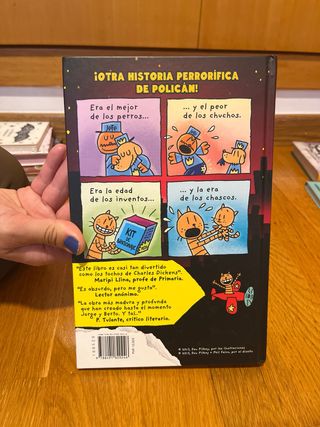 ¡OTRA HISTORIA PERRORÍFICA
DE POLICÁN!
Era el mejor
de los perros...
Jefe
... y el peor
de los chuchos.
Era la edad
de los inventos...
KIT DE
... y la era
de los chascos.
"Este libro es casi tan divertido
como los tochos de Charles Dickens".
Maripi Llina, profe de Primaria.
"Es absurdo, pero me gusta".
Lector anónimo.
"La obra más madura y profunda
que han creado hasta el momento
Jorge y Berto. Y tal."
P. Tulante, crítico literario.